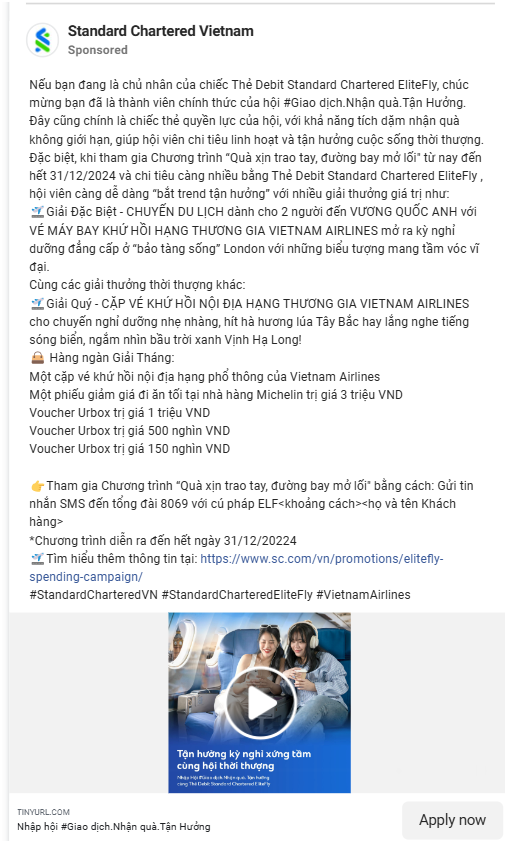 Standard Chartered Vietnam
Sponsored
Nếu bạn đang là chủ nhân của chiếc Thẻ Debit Standard Chartered EliteFly, chúc
mừng bạn đã là thành viên chính thức của hội #Giao dịch.Nhận quà.Tận Hưởng.
Đây cũng chính là chiếc thẻ quyền lực của hội, với khả năng tích dặm nhận quà
không giới hạn, giúp hội viên chi tiêu linh hoạt và tận hưởng cuộc sống thời thượng.
Đặc biệt, khi tham gia Chương trình “Quà xịn trao tay, đường bay mở lối" từ nay đến
hết 31/12/2024 và chi tiêu càng nhiều bằng Thẻ Debit Standard Chartered EliteFly ,
hội viên càng dễ dàng “bắt trend tận hưởng” với nhiều giải thưởng giá trị như:
🛫Giải Đặc Biệt - CHUYẾN DU LỊCH dành cho 2 người đến VƯƠNG QUỐC ANH với
VÉ MÁY BAY KHỨ HỒI HẠNG THƯƠNG GIA VIETNAM AIRLINES mở ra kỳ nghỉ
dưỡng đẳng cấp ở “bảo tàng sống” London với những biểu tượng mang tầm vóc vĩ
đại.
Cùng các giải thưởng thời thượng khác:
🛫Giải Quý - CẶP VÉ KHỨ HỒI NỘI ĐỊA HẠNG THƯƠNG GIA VIETNAM AIRLINES
cho chuyến nghỉ dưỡng nhẹ nhàng, hít hà hương lúa Tây Bắc hay lắng nghe tiếng
sóng biển, ngắm nhìn bầu trời xanh Vịnh Hạ Long!
👜 Hàng ngàn Giải Tháng:
Một cặp vé khứ hồi nội địa hạng phổ thông của Vietnam Airlines
Một phiếu giảm giá đi ăn tối tại nhà hàng Michelin trị giá 3 triệu VND
Voucher Urbox trị giá 1 triệu VND
Voucher Urbox trị giá 500 nghìn VND
Voucher Urbox trị giá 150 nghìn VND
👉Tham gia Chương trình “Quà xịn trao tay, đường bay mở lối" bằng cách: Gửi tin
nhắn SMS đến tổng đài 8069 với cú pháp ELF<khoảng cách><họ và tên Khách
hàng>
*Chương trình diễn ra đến hết ngày 31/12/20224
🛫Tìm hiểu thêm thông tin tại: https://www.sc.com/vn/promotions/elitefly-
spending-campaign/
#StandardCharteredVN #StandardCharteredEliteFly #VietnamAirlines
Tận hưởng kỳ nghỉ xứng tầm
cùng hội thời thượng
Nhập Hội #Giao dịch.Nhận quà.Tận hưởng
cùng Thẻ Debit Standard Chartered EliteFly
TINYURL.COM
Nhập hội #Giao dịch.Nhận quà.Tận Hưởng
Apply now